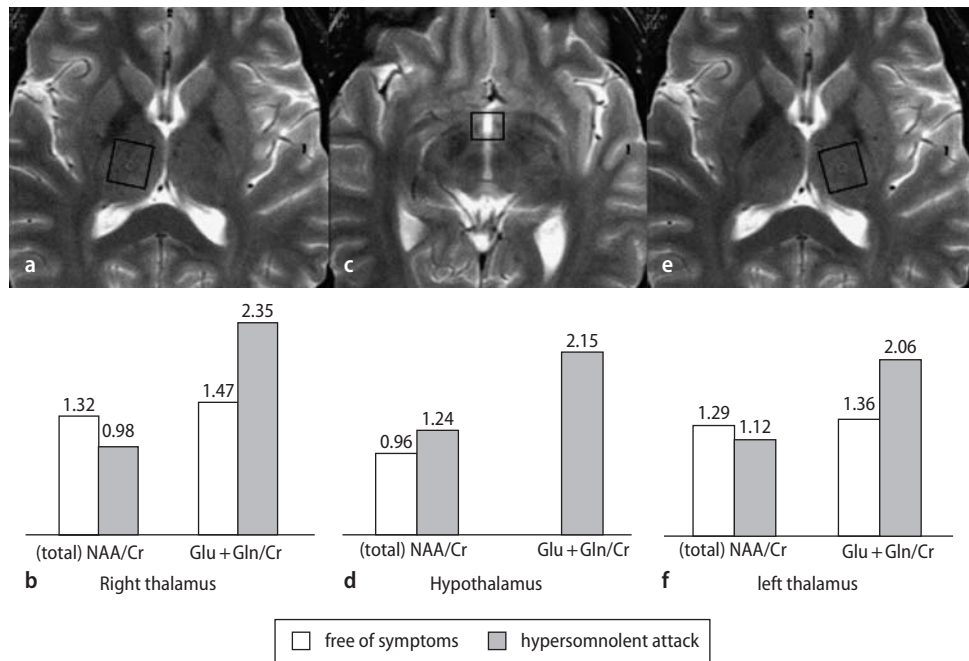 a
c
e
2.35
2.15
2.06
1.32
1.47
0.98
0.96
1.24
1.29
1.12
1.36
(total) NAA/Cr
Glu + Gln/Cr
(total) NAA/Cr
Glu + Gln/Cr
(total) NAA/Cr
Glu + Gln/Cr
b
Right thalamus
d
Hypothalamus
f
left thalamus
free of symptoms
hypersomnolent attack